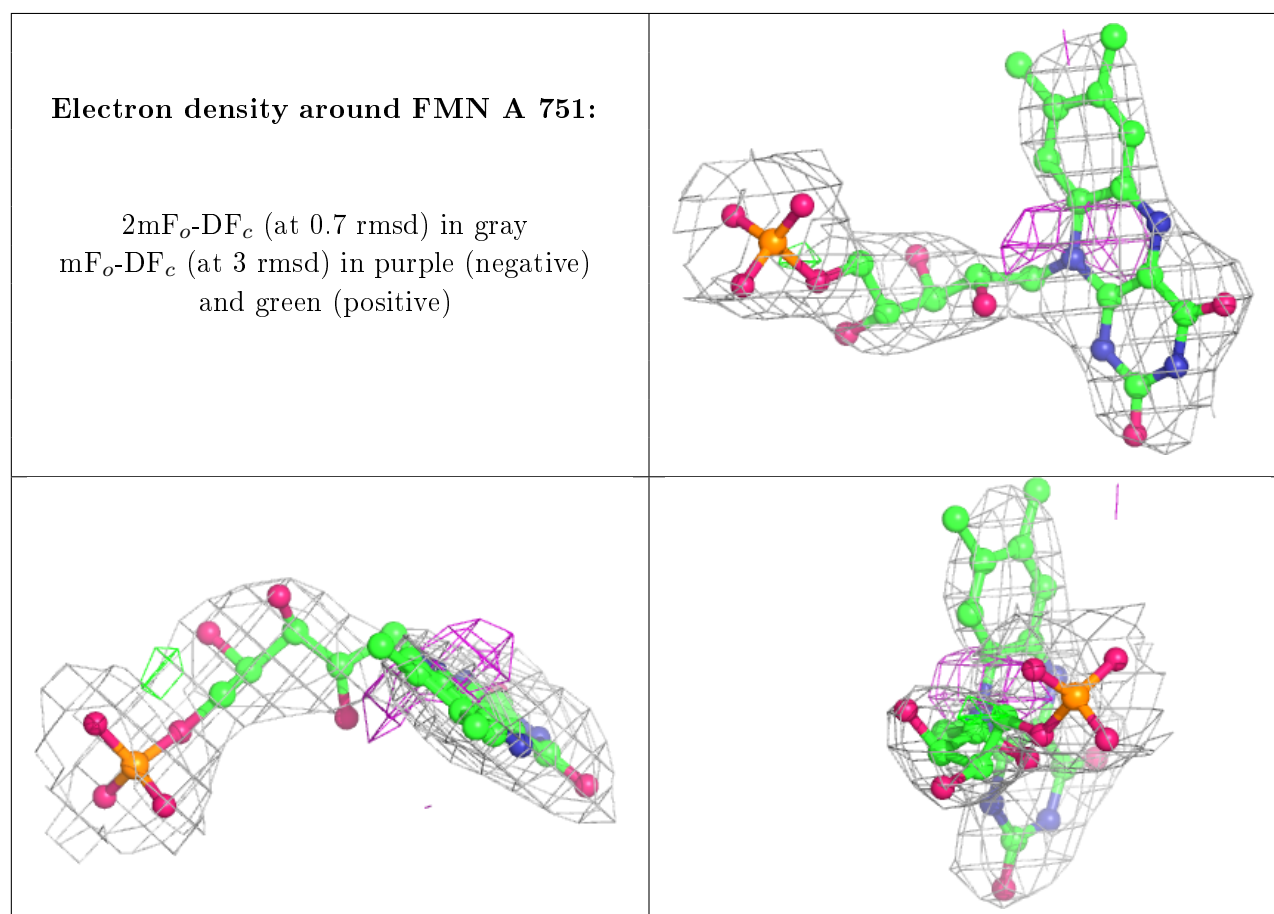 Electron density around FMN A 751:
2mFo-DFc (at 0.7 rmsd) in gray
mFo-DFc (at 3 rmsd) in purple (negative)
and green (positive)